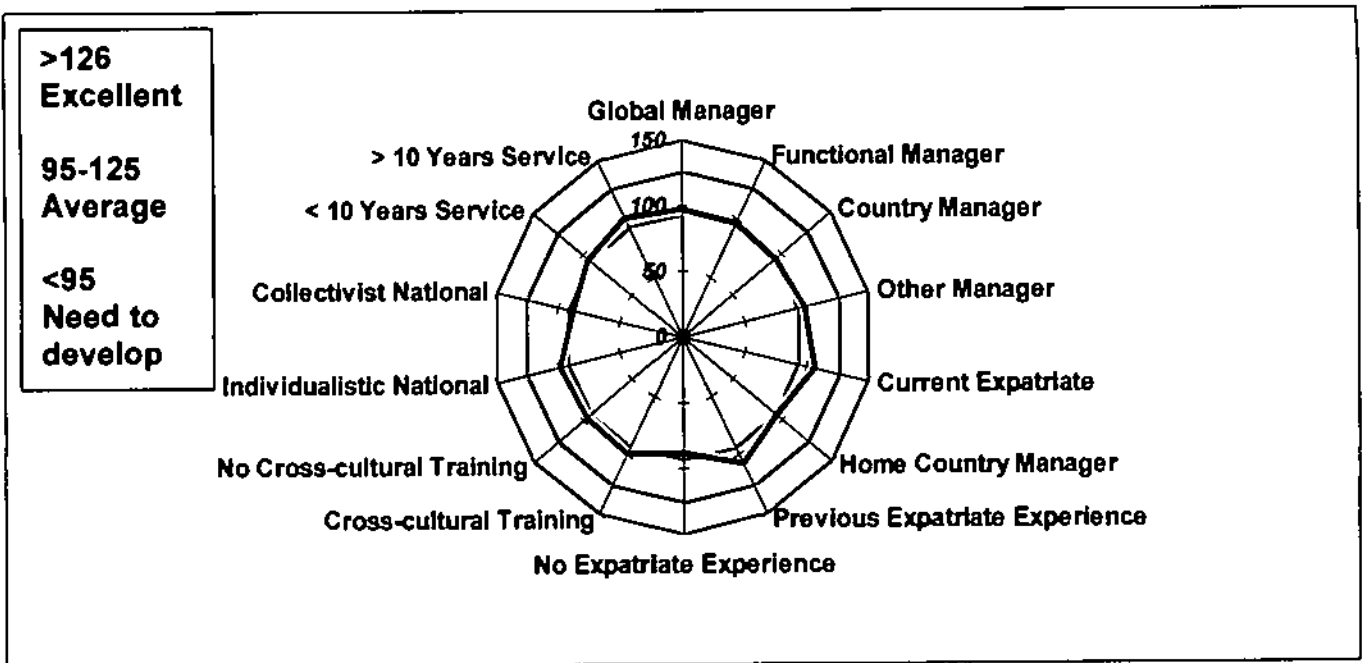 >126
Excellent
95-125
Average
<95
Need to
develop
Global Manager
150
> 10 Years Service
Functional Manager
< 10 Years Service
100
Country Manager
50
Collectivist National
Other Manager
0
Individualistic National
Current Expatriate
No Cross-cultural Training
Home Country Manager
Cross-cultural Training
Previous Expatriate Experience
No Expatriate Experience